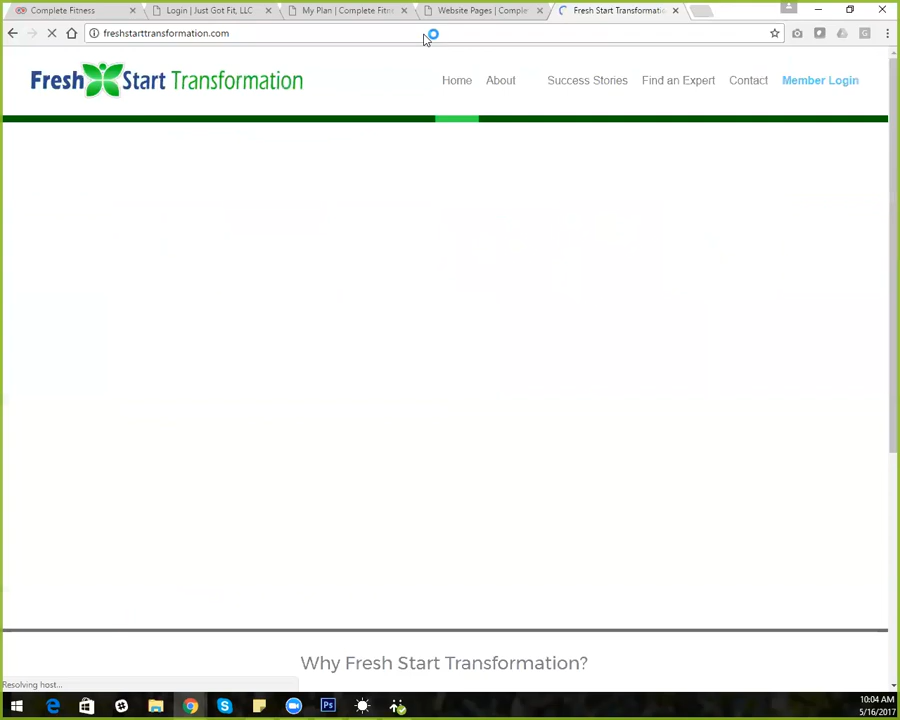 Complete Fitness
Login | Just Got Fit, LLC
My Plan | Complete Fitn
Website Pages | Comple
Fresh Start Transformatio
freshstarttransformation.com
Fresh Start Transformation
Home
About
Success Stories
Find an Expert
Contact
Member Login
Why Fresh Start Transformation?
Resolving host...
Ps
10:04 AM
5/16/2017